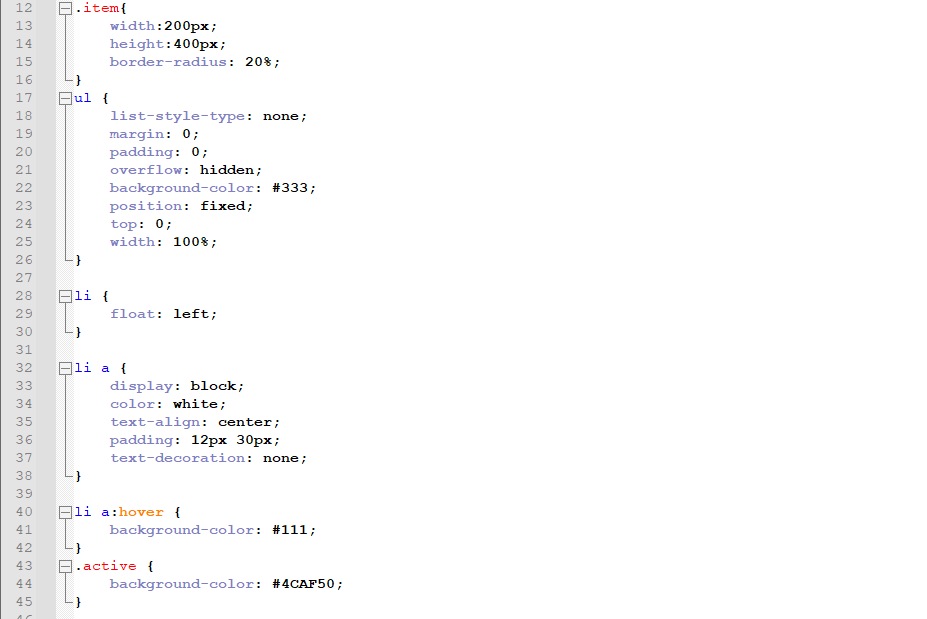 12 .item{
13     width:200px;
14     height:400px;
15     border-radius: 20%;
16 }
17 ul {
18     list-style-type: none;
19     margin: 0;
20     padding: 0;
21     overflow: hidden;
22     background-color: #333;
23     position: fixed;
24     top: 0;
25     width: 100%;
26 }
27
28 li {
29     float: left;
30 }
31
32 li a {
33     display: block;
34     color: white;
35     text-align: center;
36     padding: 12px 30px;
37     text-decoration: none;
38 }
39
40 li a:hover {
41     background-color: #111;
42 }
43 .active {
44     background-color: #4CAF50;
45 }